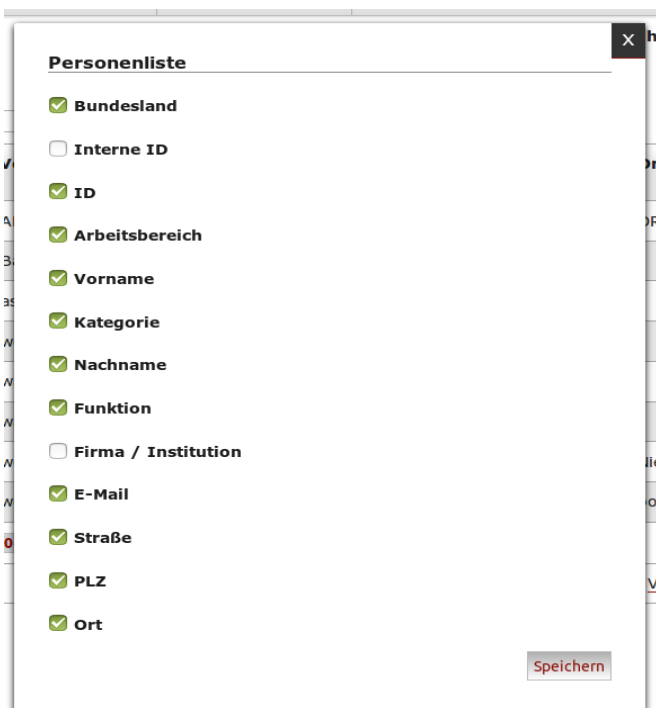 X
Personenliste
Bundesland
Interne ID
ID
Arbeitsbereich
Vorname
Kategorie
Nachname
Funktion
Firma / Institution
E-Mail
Straße
PLZ
Ort
Speichern